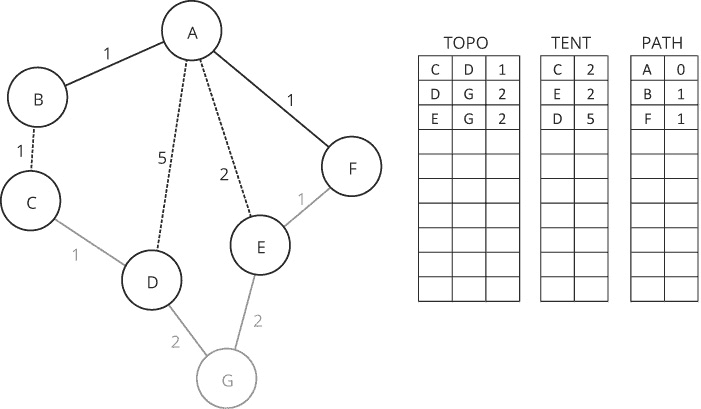 A
1
B
1
C
1
D
5
2
1
F
1
E
2
2
G
TOPO TENT PATH
C D 1 C 2 A 0
D G 2 E 2 B 1
E G 2 D 5 F 1